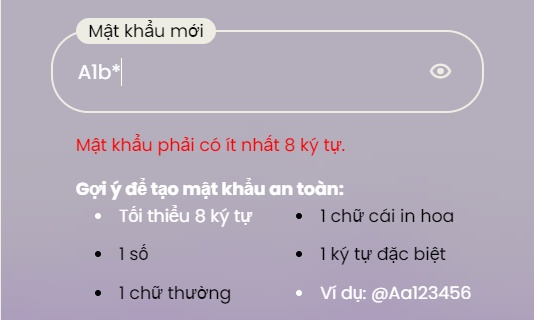 Mật khẩu mới
A1b*
Mật khẩu phải có ít nhất 8 ký tự.
Gợi ý để tạo mật khẩu an toàn:
• Tối thiểu 8 ký tự
• 1 chữ cái in hoa
• 1 số
• 1 ký tự đặc biệt
• 1 chữ thường
• Ví dụ: @Aa123456